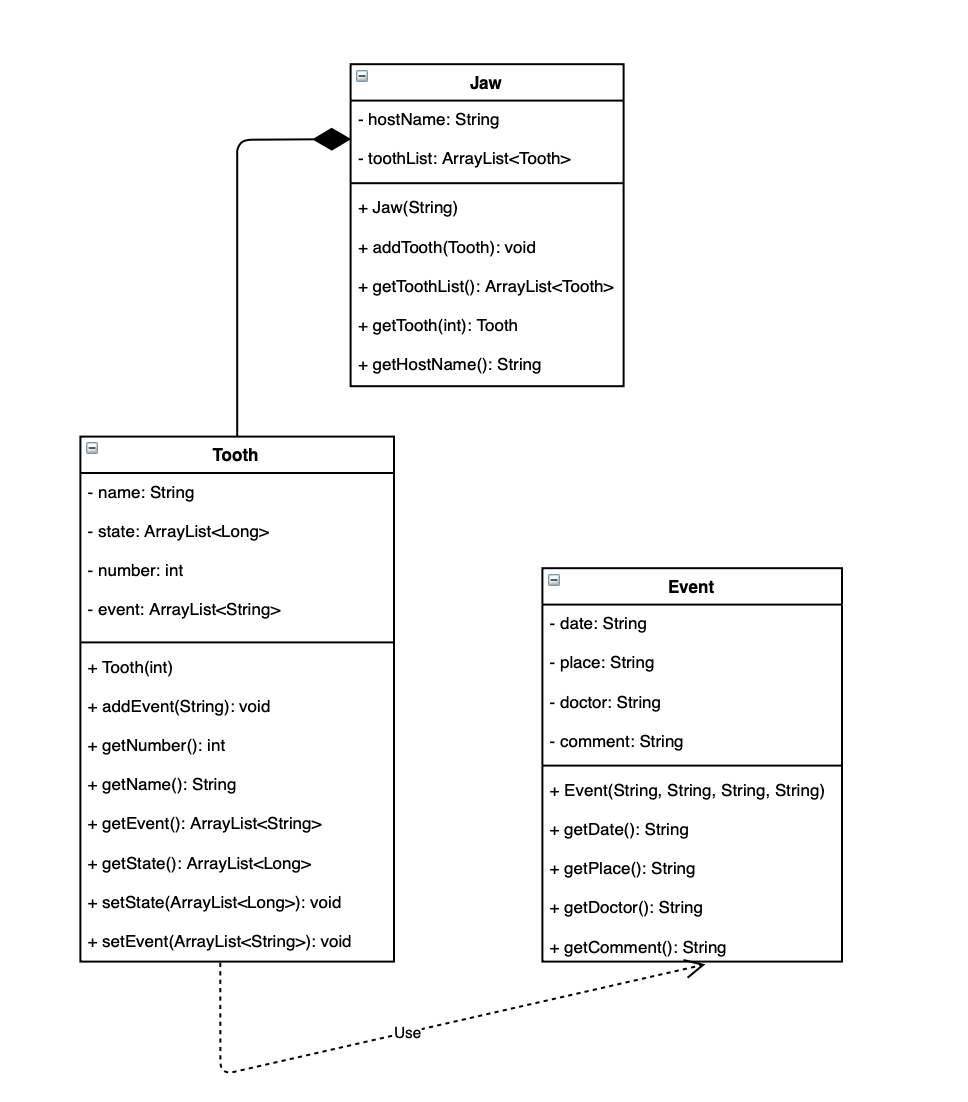 Jaw
- hostName: String
- toothList: ArrayList<Tooth>
+ Jaw(String)
+ addTooth(Tooth): void
+ getToothList(): ArrayList<Tooth>
+ getTooth(int): Tooth
+ getHostName(): String
Tooth
- name: String
- state: ArrayList<Long>
- number: int
- event: ArrayList<String>
+ Tooth(int)
+ addEvent(String): void
+ getNumber(): int
+ getName(): String
+ getEvent(): ArrayList<String>
+ getState(): ArrayList<Long>
+ setState(ArrayList<Long>): void
+ setEvent(ArrayList<String>): void
Event
- date: String
- place: String
- doctor: String
- comment: String
+ Event(String, String, String, String)
+ getDate(): String
+ getPlace(): String
+ getDoctor(): String
+ getComment(): String
Use